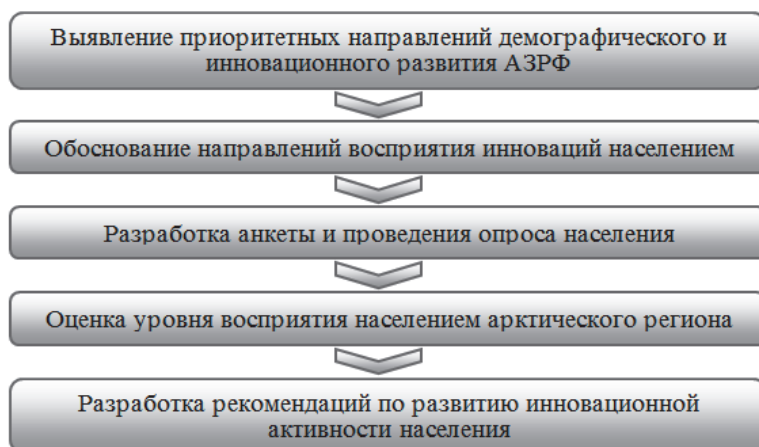 Выявление приоритетных направлений демографического и
инновационного развития АЗРФ
Обоснование направлений восприятия инноваций населением
Разработка анкеты и проведения опроса населения
Оценка уровня восприятия населением арктического региона
Разработка рекомендаций по развитию инновационной
активности населения